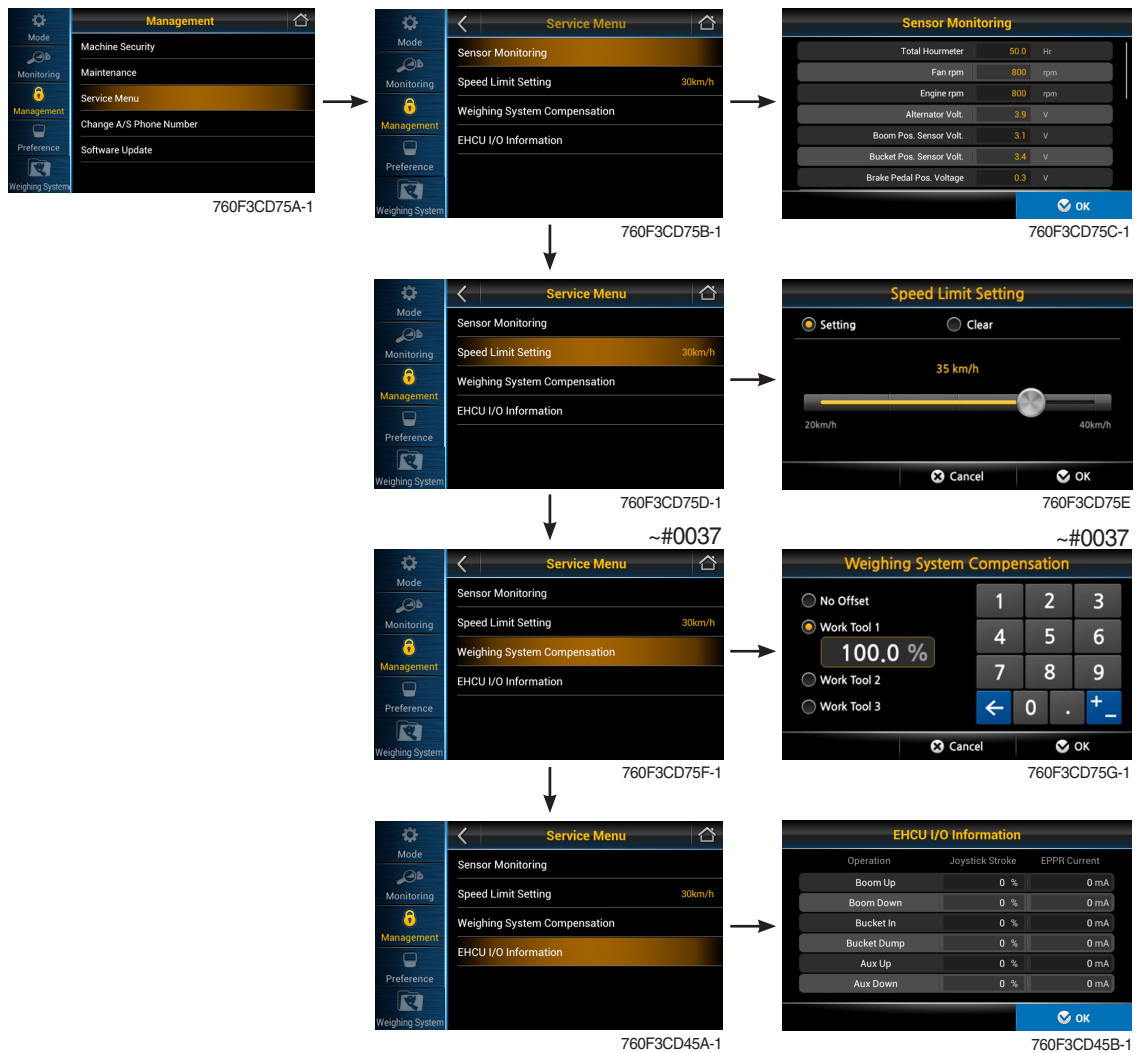 Management
Mode
Monitoring
Management
Preference
Weighing System
Machine Security
Maintenance
Service Menu
Change A/S Phone Number
Software Update
760F3CD75A-1
Service Menu
Mode
Monitoring
Management
Preference
Weighing System
Sensor Monitoring
Speed Limit Setting 30km/h
Weighing System Compensation
EHCU I/O Information
760F3CD75B-1
Sensor Monitoring
Total Hourmeter 50.0 Hr
Fan rpm 800 rpm
Engine rpm 800 rpm
Alternator Volt. 3.9 V
Boom Pos. Sensor Volt. 3.1 V
Bucket Pos. Sensor Volt. 3.4 V
Brake Pedal Pos. Voltage 0.3 V
OK
760F3CD75C-1
Service Menu
Mode
Monitoring
Management
Preference
Weighing System
Sensor Monitoring
Speed Limit Setting 30km/h
Weighing System Compensation
EHCU I/O Information
760F3CD75D-1
~#0037
Speed Limit Setting
Setting Clear
35 km/h
20km/h 40km/h
Cancel OK
760F3CD75E
~#0037
Service Menu
Mode
Monitoring
Management
Preference
Weighing System
Sensor Monitoring
Speed Limit Setting 30km/h
Weighing System Compensation
EHCU I/O Information
760F3CD75F-1
Weighing System Compensation
No Offset
Work Tool 1
100.0 %
Work Tool 2
Work Tool 3
1 2 3
4 5 6
7 8 9
← 0 . +_
Cancel OK
760F3CD75G-1
Service Menu
Mode
Monitoring
Management
Preference
Weighing System
Sensor Monitoring
Speed Limit Setting 30km/h
Weighing System Compensation
EHCU I/O Information
760F3CD45A-1
EHCU I/O Information
Operation Joystick Stroke EPPR Current
Boom Up 0 % 0 mA
Boom Down 0 % 0 mA
Bucket In 0 % 0 mA
Bucket Dump 0 % 0 mA
Aux Up 0 % 0 mA
Aux Down 0 % 0 mA
OK
760F3CD45B-1